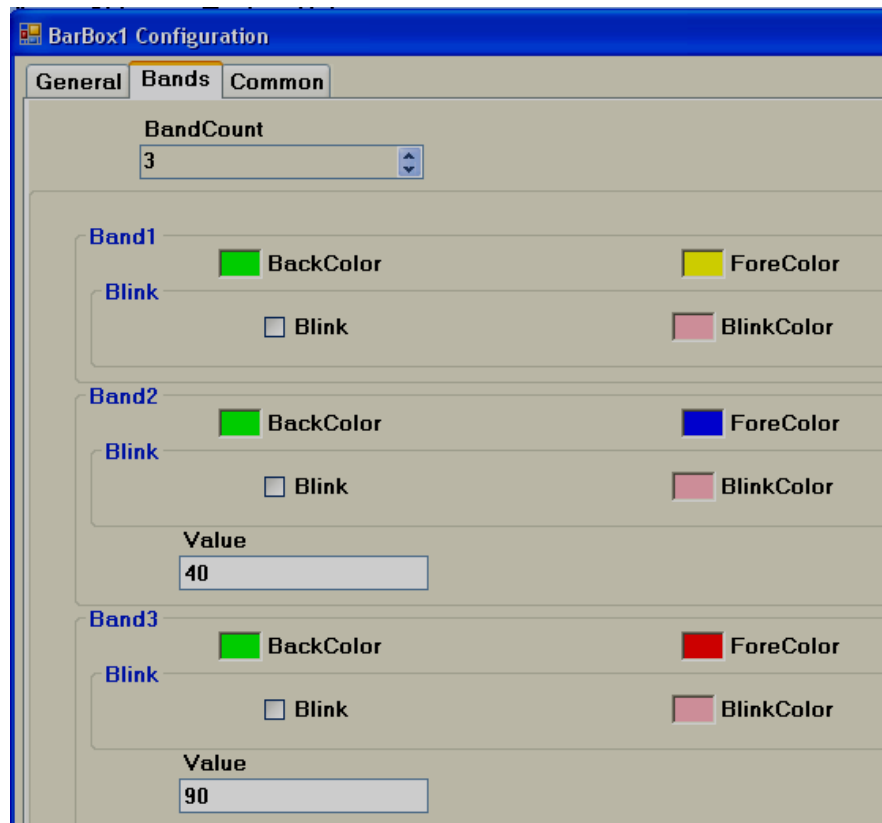 BarBox1 Configuration
General Bands Common
BandCount
3
Band1
BackColor ForeColor
Blink
Blink BlinkColor
Band2
BackColor ForeColor
Blink
Blink BlinkColor
Value
40
Band3
BackColor ForeColor
Blink
Blink BlinkColor
Value
90